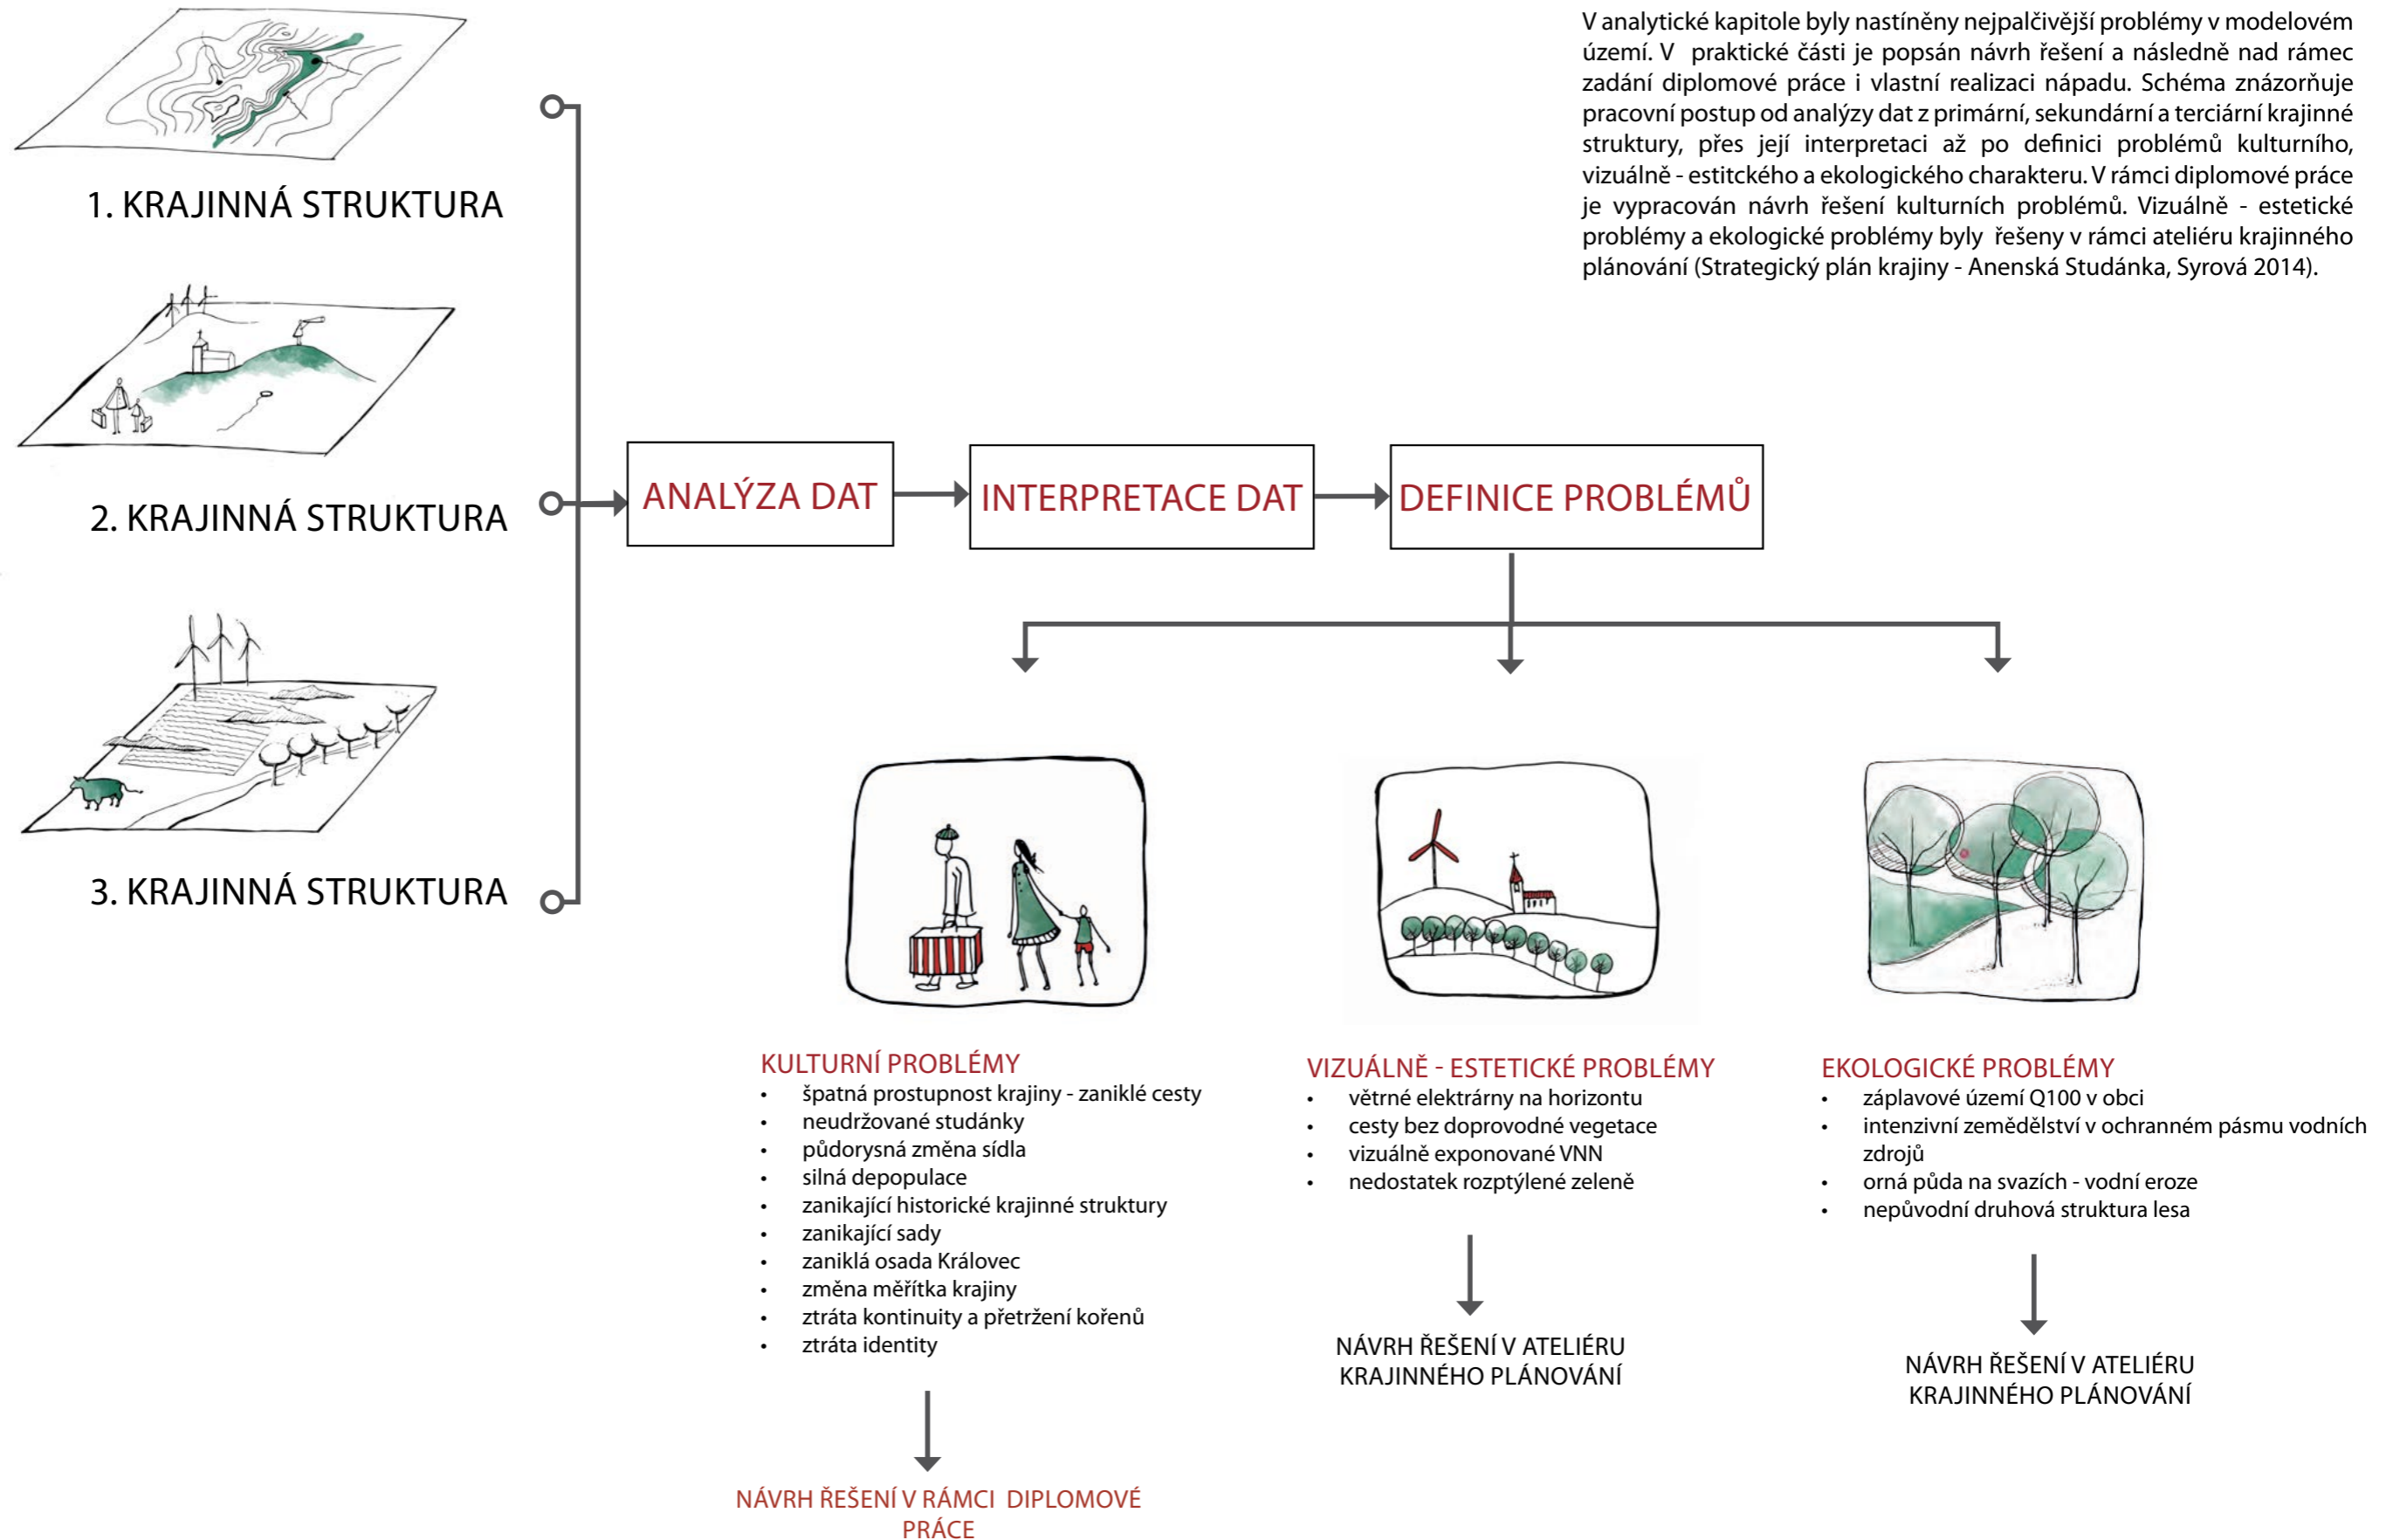 V analytické kapitole byly nastíněny nejpalčivější problémy v modelovém
území. V praktické části je popsán návrh řešení a následně nad rámec
zadání diplomové práce i vlastní realizaci nápadu. Schéma znázorňuje
pracovní postup od analýzy dat z primární, sekundární a terciární krajinné
struktury, přes její interpretaci až po definici problémů kulturního,
vizuálně - estitckého a ekologického charakteru. V rámci diplomové práce
je vypracován návrh řešení kulturních problémů. Vizuálně - estetické
problémy a ekologické problémy byly řešeny v rámci ateliéru krajinného
plánování (Strategický plán krajiny - Anenská Studánka, Syrová 2014).
1. KRAJINNÁ STRUKTURA
2. KRAJINNÁ STRUKTURA
3. KRAJINNÁ STRUKTURA
ANALÝZA DAT
INTERPRETACE DAT
DEFINICE PROBLÉMŮ
KULTURNÍ PROBLÉMY
• špatná prostupnost krajiny - zaniklé cesty
• neudržované studánky
• půdorysná změna sídla
• silná depopulace
• zanikající historické krajinné struktury
• zanikající sady
• zaniklá osada Královec
• změna měřítka krajiny
• ztráta kontinuity a přetržení kořenů
• ztráta identity
NÁVRH ŘEŠENÍ V RÁMCI DIPLOMOVÉ
PRÁCE
VIZUÁLNĚ - ESTETICKÉ PROBLÉMY
• větrné elektrárny na horizontu
• cesty bez doprovodné vegetace
• vizuálně exponované VNN
• nedostatek rozptýlené zeleně
NÁVRH ŘEŠENÍ V ATELIÉRU
KRAJINNÉHO PLÁNOVÁNÍ
EKOLOGICKÉ PROBLÉMY
• záplavové území Q100 v obci
• intenzivní zemědělství v ochranném pásmu vodních
zdrojů
• orná půda na svazích - vodní eroze
• nepůvodní druhová struktura lesa
NÁVRH ŘEŠENÍ V ATELIÉRU
KRAJINNÉHO PLÁNOVÁNÍ